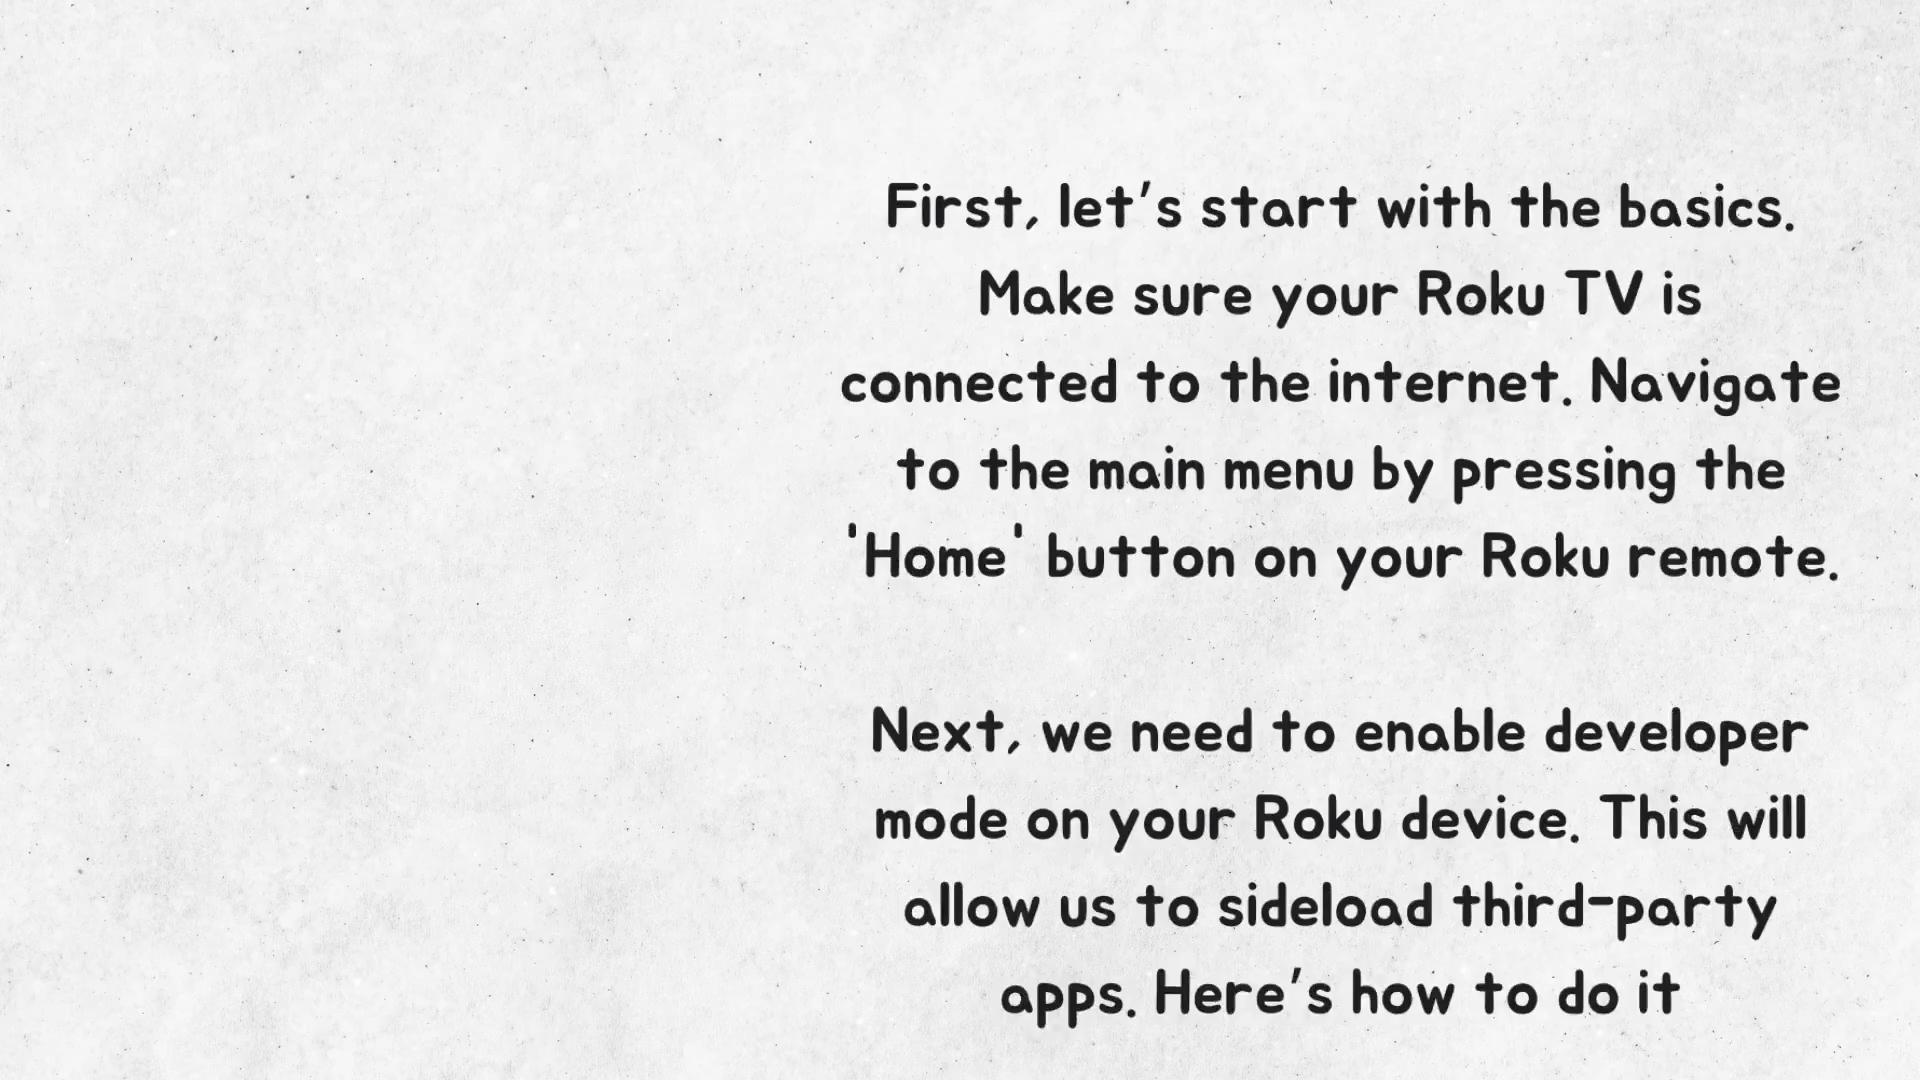 First, let's start with the basics.
Make sure your Roku TV is
connected to the internet. Navigate
to the main menu by pressing the
'Home' button on your Roku remote.
Next, we need to enable developer
mode on your Roku device. This will
allow us to sideload third-party
apps. Here's how to do it